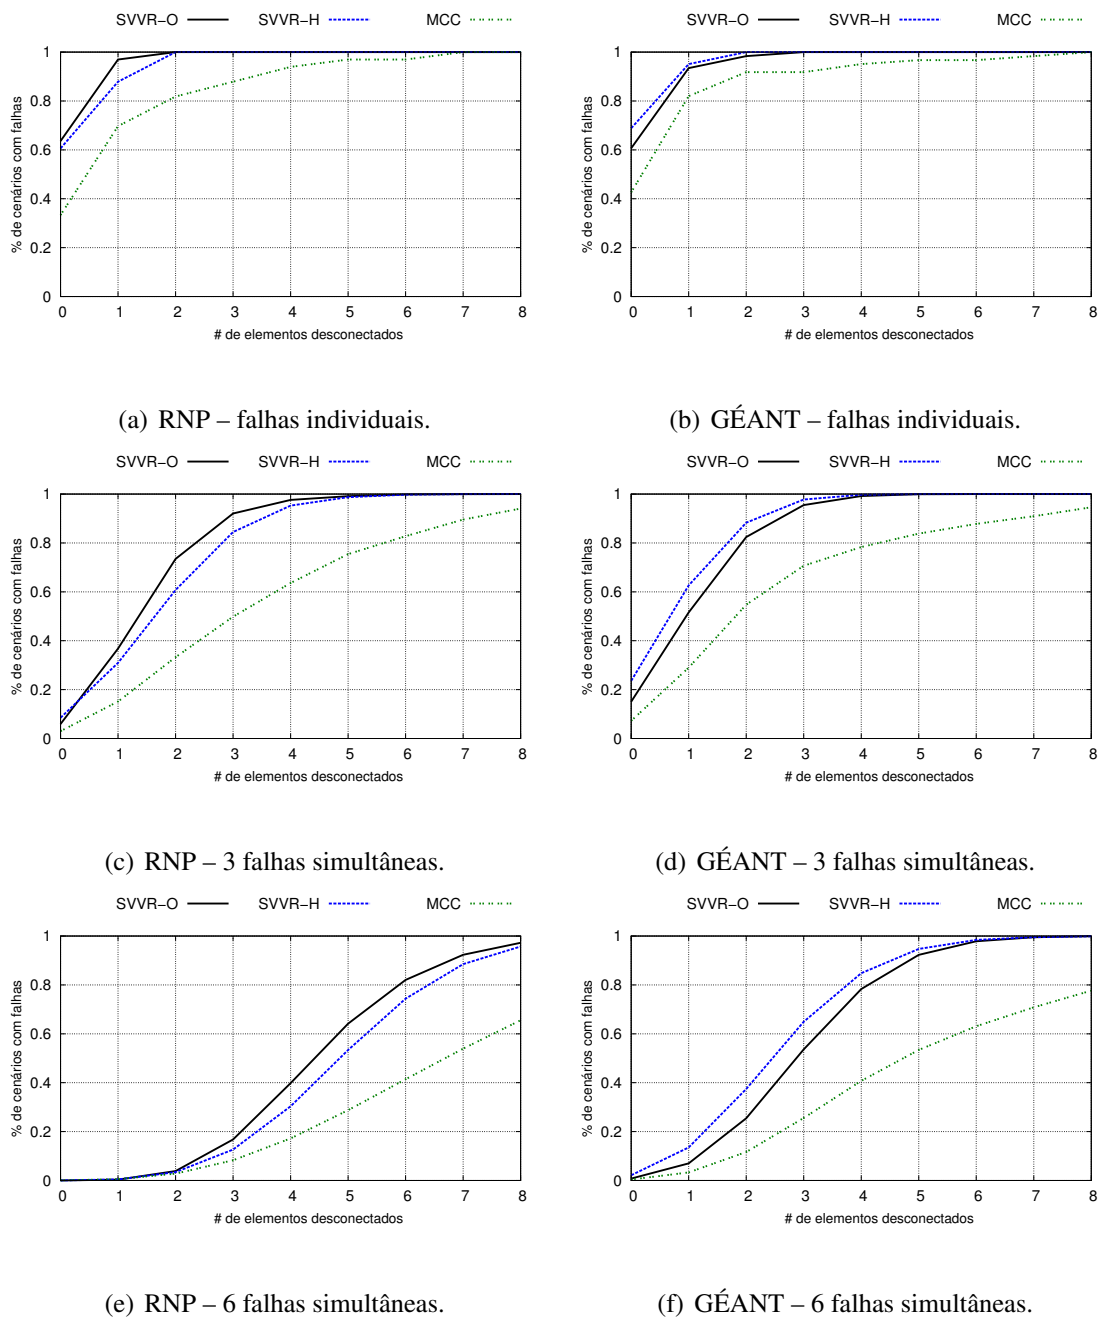 SVVR−O SVVR−H MCC
% de cenários com falhas
1
0.8
0.6
0.4
0.2
0
0 1 2 3 4 5 6 7 8
# de elementos desconectados
(a) RNP – falhas individuais.
SVVR−O SVVR−H MCC
% de cenários com falhas
1
0.8
0.6
0.4
0.2
0
0 1 2 3 4 5 6 7 8
# de elementos desconectados
(b) GÉANT – falhas individuais.
SVVR−O SVVR−H MCC
% de cenários com falhas
1
0.8
0.6
0.4
0.2
0
0 1 2 3 4 5 6 7 8
# de elementos desconectados
(c) RNP – 3 falhas simultâneas.
SVVR−O SVVR−H MCC
% de cenários com falhas
1
0.8
0.6
0.4
0.2
0
0 1 2 3 4 5 6 7 8
# de elementos desconectados
(d) GÉANT – 3 falhas simultâneas.
SVVR−O SVVR−H MCC
% de cenários com falhas
1
0.8
0.6
0.4
0.2
0
0 1 2 3 4 5 6 7 8
# de elementos desconectados
(e) RNP – 6 falhas simultâneas.
SVVR−O SVVR−H MCC
% de cenários com falhas
1
0.8
0.6
0.4
0.2
0
0 1 2 3 4 5 6 7 8
# de elementos desconectados
(f) GÉANT – 6 falhas simultâneas.